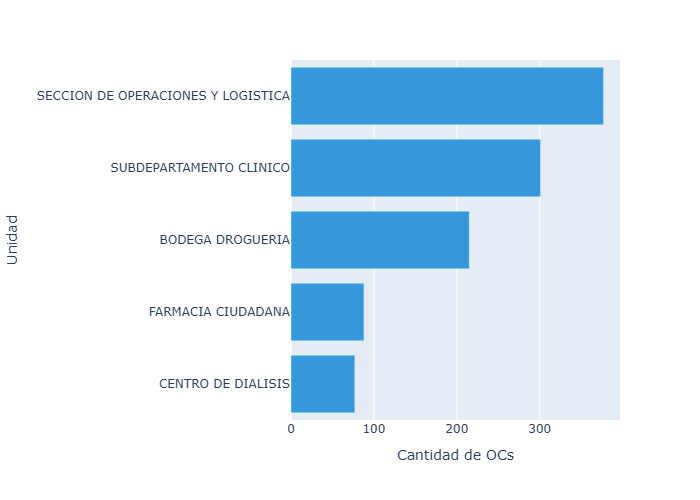 SECCION DE OPERACIONES Y LOGISTICA
SUBDEPARTAMENTO CLINICO
BODEGA DROGUERIA
FARMACIA CIUDADANA
CENTRO DE DIALISIS
Unidad
0 100 200 300
Cantidad de OCs